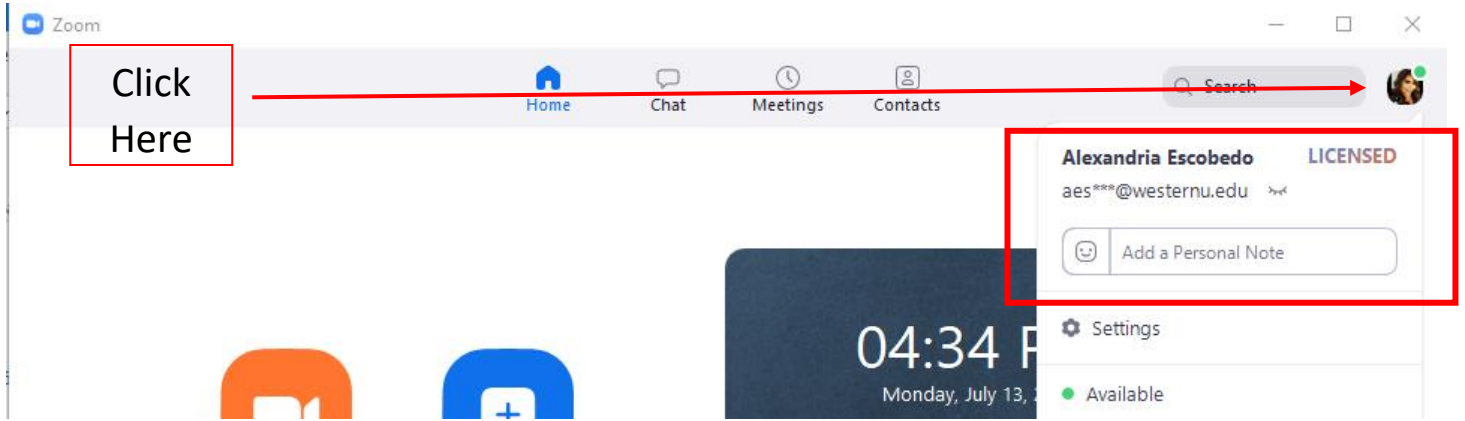 Zoom
Click
Here
Home
Chat
Meetings
Contacts
Search
Alexandria Escobedo LICENSED
aes***@westernu.edu
Add a Personal Note
Settings
04:34 P
Monday, July 13,
Available